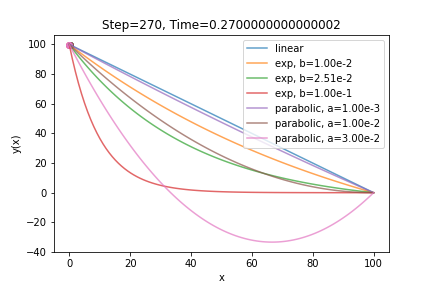 Step=270, Time=0.2700000000000002
linear
exp, b=1.00e-2
exp, b=2.51e-2
exp, b=1.00e-1
parabolic, a=1.00e-3
parabolic, a=1.00e-2
parabolic, a=3.00e-2
y(x)
100
80
60
40
20
0
−20
−40
0 20 40 60 80 100
x